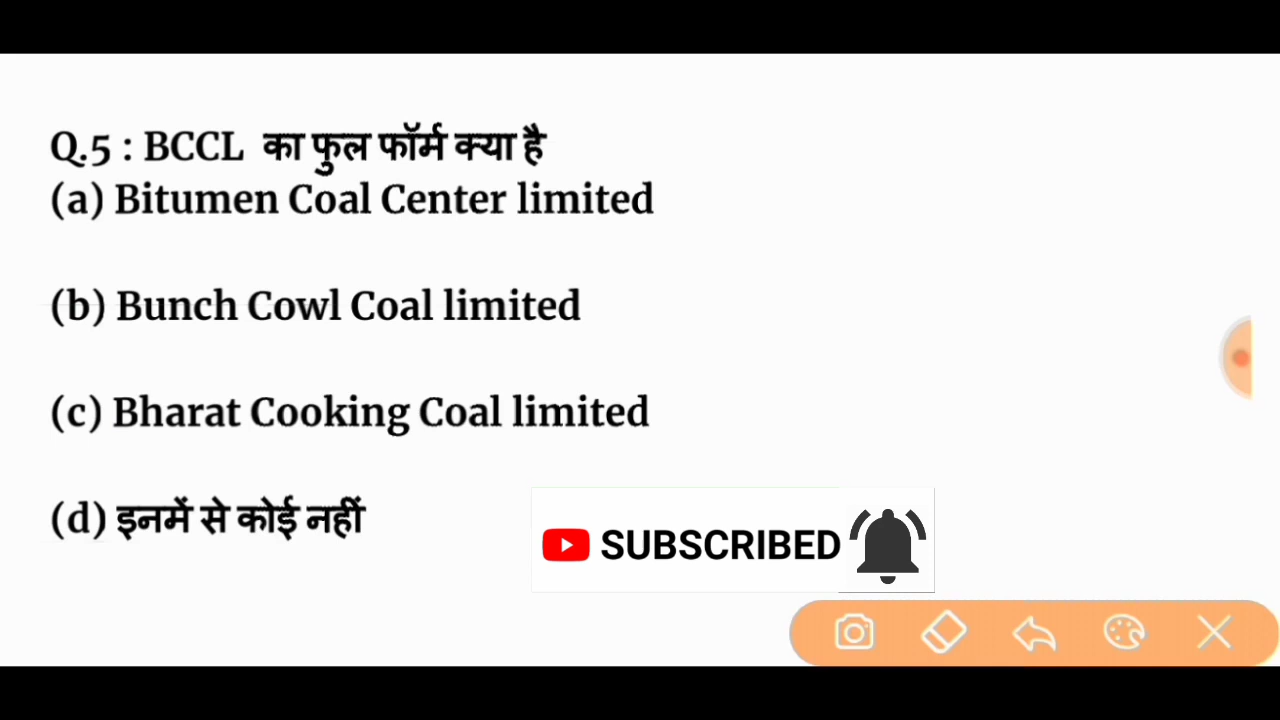 Q.5 : BCCL का फुल फॉर्म क्या है
(a) Bitumen Coal Center limited
(b) Bunch Cowl Coal limited
(c) Bharat Cooking Coal limited
(d) इनमें से कोई नहीं
SUBSCRIBED